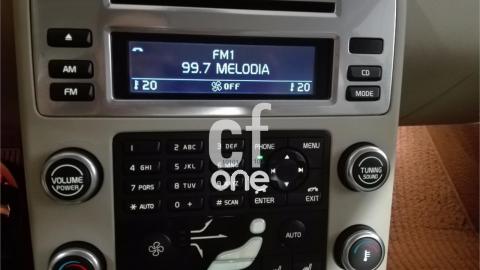 FM1
99.7 MELODIA
20 OFF 20
AM
FM
CD
MODE
1 2 ABC 3 DEF PHONE MENU
4 GHI 5 JKL 6
7 PQRS 8 TUV 9
* AUTO 0 + # SCAN ENTER EXIT
VOLUME
POWER
TUNING
SOUND
AUTO
cf
one